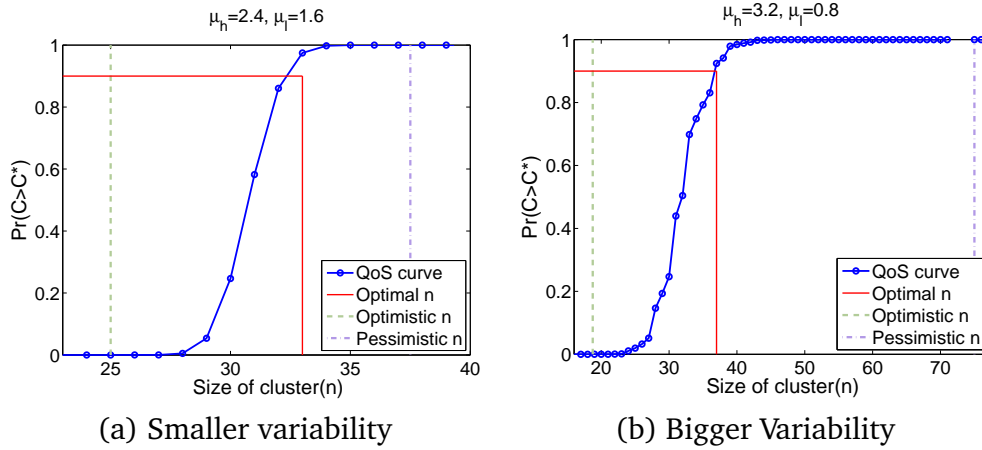 μh=2.4, μl=1.6
1
0.8
0.6
0.4
0.2
0
Pr(C>C*)
25
30
35
40
Size of cluster(n)
QoS curve
Optimal n
Optimistic n
Pessimistic n
(a) Smaller variability
μh=3.2, μl=0.8
1
0.8
0.6
0.4
0.2
0
Pr(C>C*)
20
30
40
50
60
70
Size of cluster(n)
QoS curve
Optimal n
Optimistic n
Pessimistic n
(b) Bigger Variability